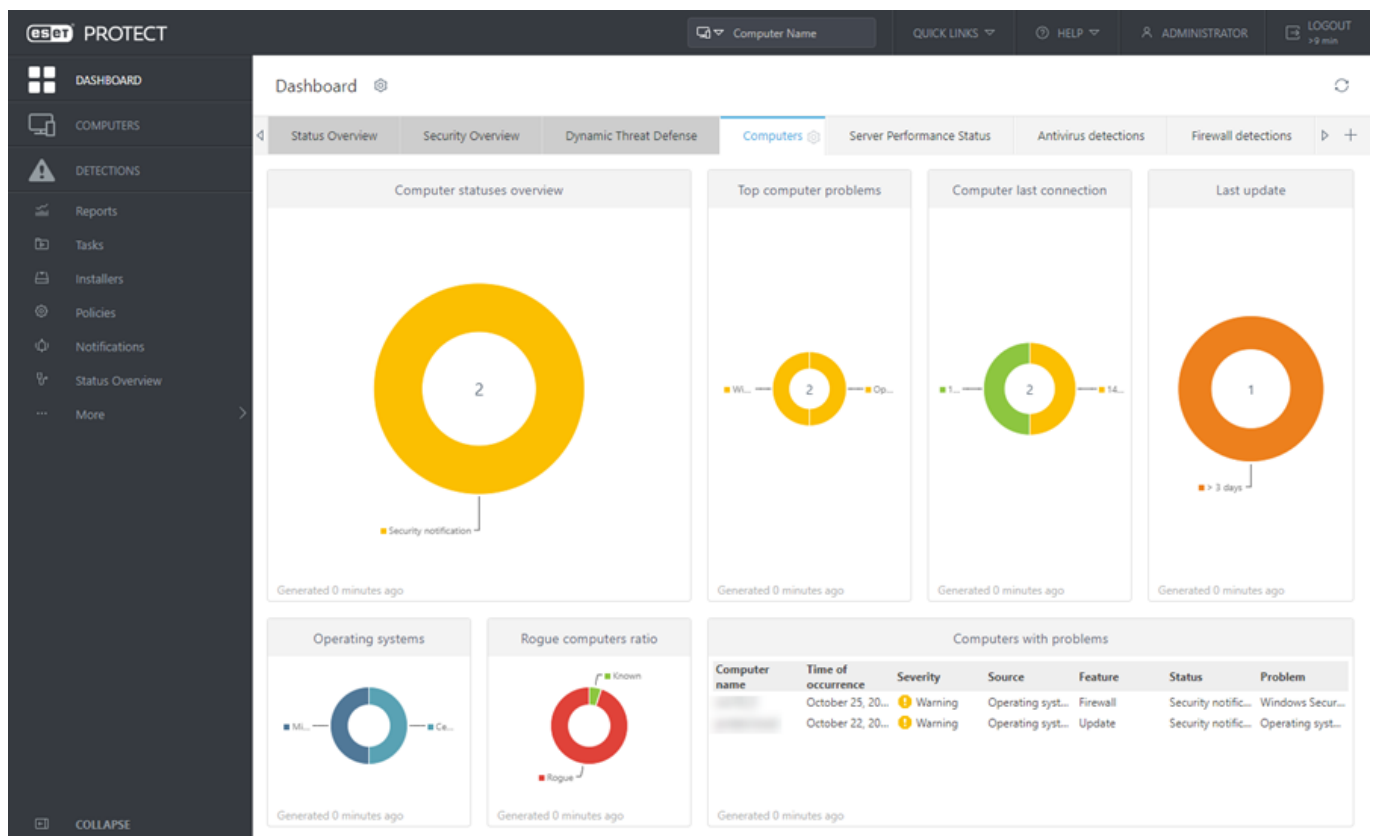 eset PROTECT
Computer Name
QUICK LINKS
HELP
ADMINISTRATOR
LOGOUT
>9 min
DASHBOARD
COMPUTERS
DETECTIONS
Reports
Tasks
Installers
Policies
Notifications
Status Overview
More
COLLAPSE
Dashboard
Status Overview Security Overview Dynamic Threat Defense Computers Server Performance Status Antivirus detections Firewall detections
Computer statuses overview
2
Security notification
Generated 0 minutes ago
Top computer problems
Wi... 2 Op...
Generated 0 minutes ago
Computer last connection
1... 2 14...
Generated 0 minutes ago
Last update
1
> 3 days
Generated 0 minutes ago
Operating systems
Mi... Ce...
Generated 0 minutes ago
Rogue computers ratio
Known
Rogue
Generated 0 minutes ago
Computers with problems
Computer name Time of occurrence Severity Source Feature Status Problem
October 25, 20... Warning Operating syst... Firewall Security notific... Windows Secur...
October 22, 20... Warning Operating syst... Update Security notific... Operating syst...
Generated 0 minutes ago